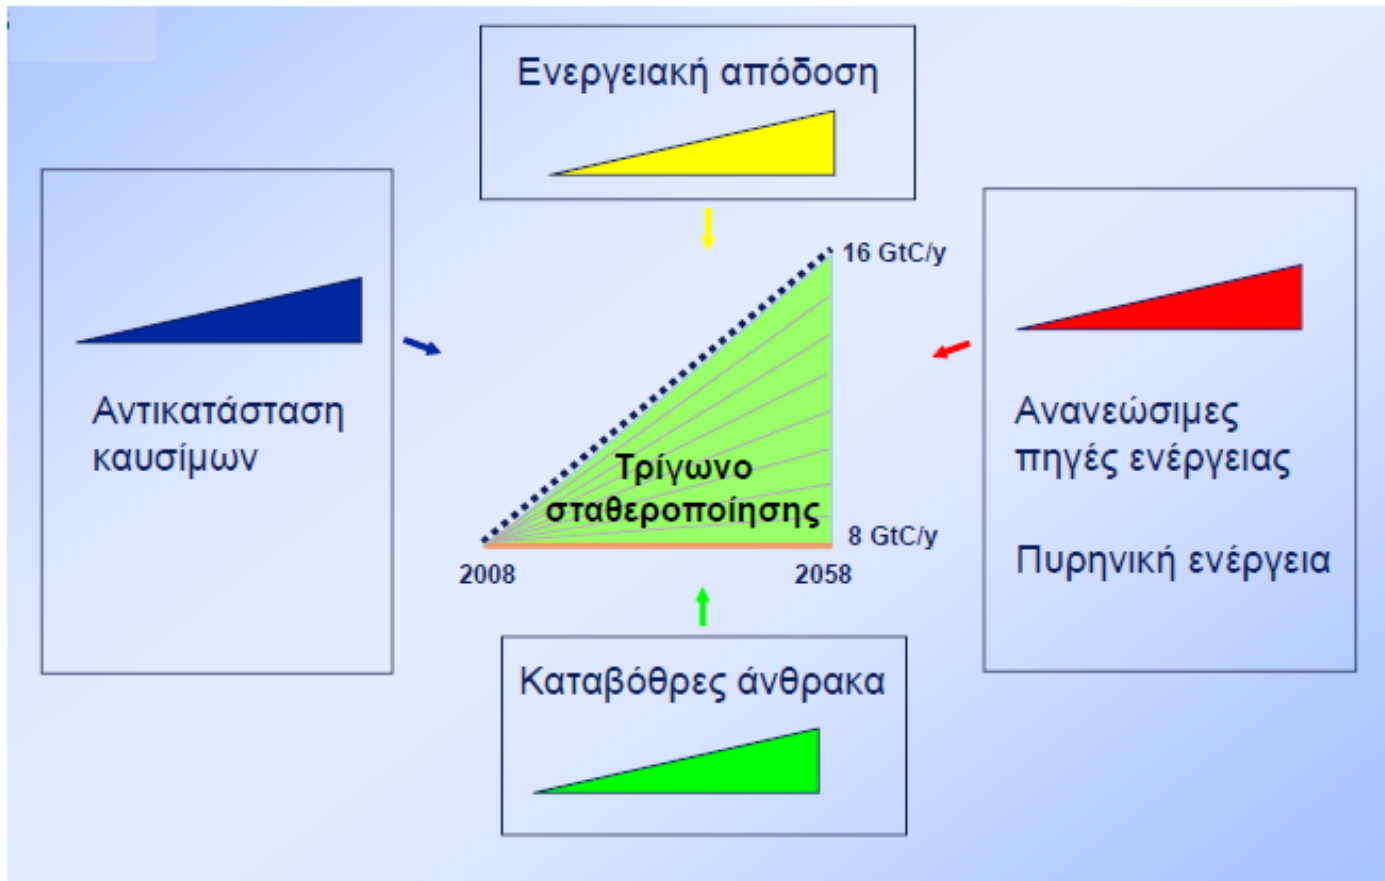 Ενεργειακή απόδοση
Αντικατάσταση
καυσίμων
16 GtC/y
Τρίγωνο
σταθεροποίησης
8 GtC/y
2008
2058
Ανανεώσιμες
πηγές ενέργειας
Πυρηνική ενέργεια
Καταβόθρες άνθρακα